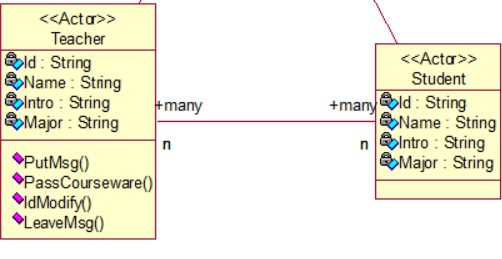 <<Actor>>
Teacher
Id : String
Name : String
Intro : String
Major : String
PutMsg()
PassCourseware()
IdModify()
LeaveMsg()
+many
n
+many
n
<<Actor>>
Student
Id : String
Name : String
Intro : String
Major : String